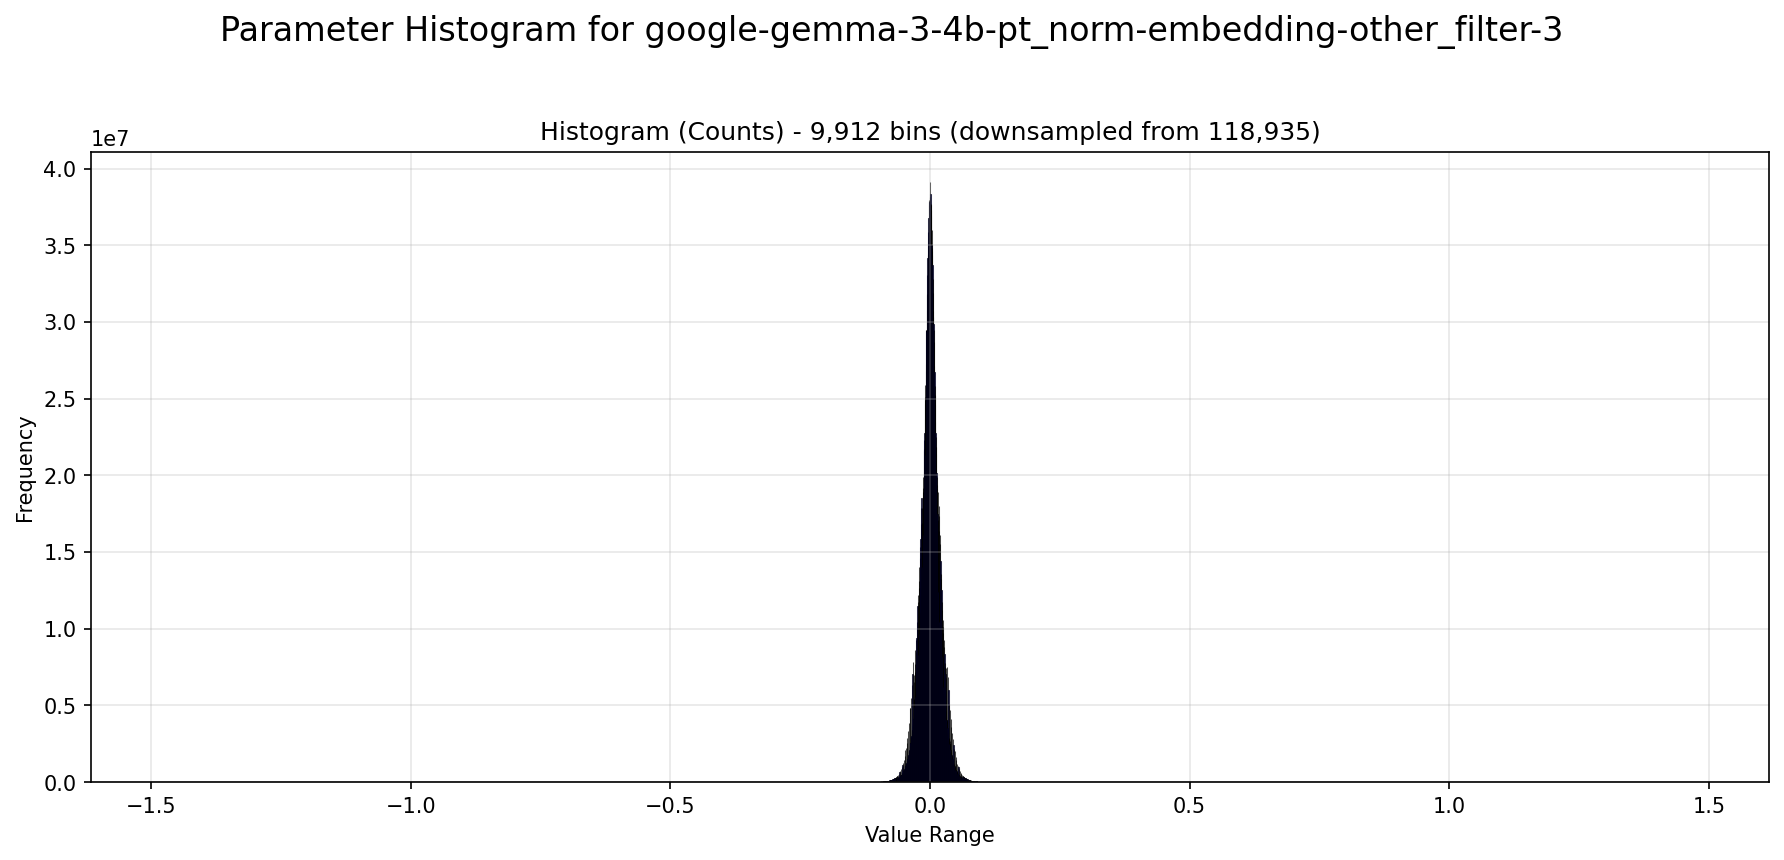 Parameter Histogram for google-gemma-3-4b-pt_norm-embedding-other_filter-3
Histogram (Counts) - 9,912 bins (downsampled from 118,935)
1e7
4.0
3.5
3.0
2.5
2.0
1.5
1.0
0.5
0.0
Frequency
−1.5 −1.0 −0.5 0.0 0.5 1.0 1.5
Value Range